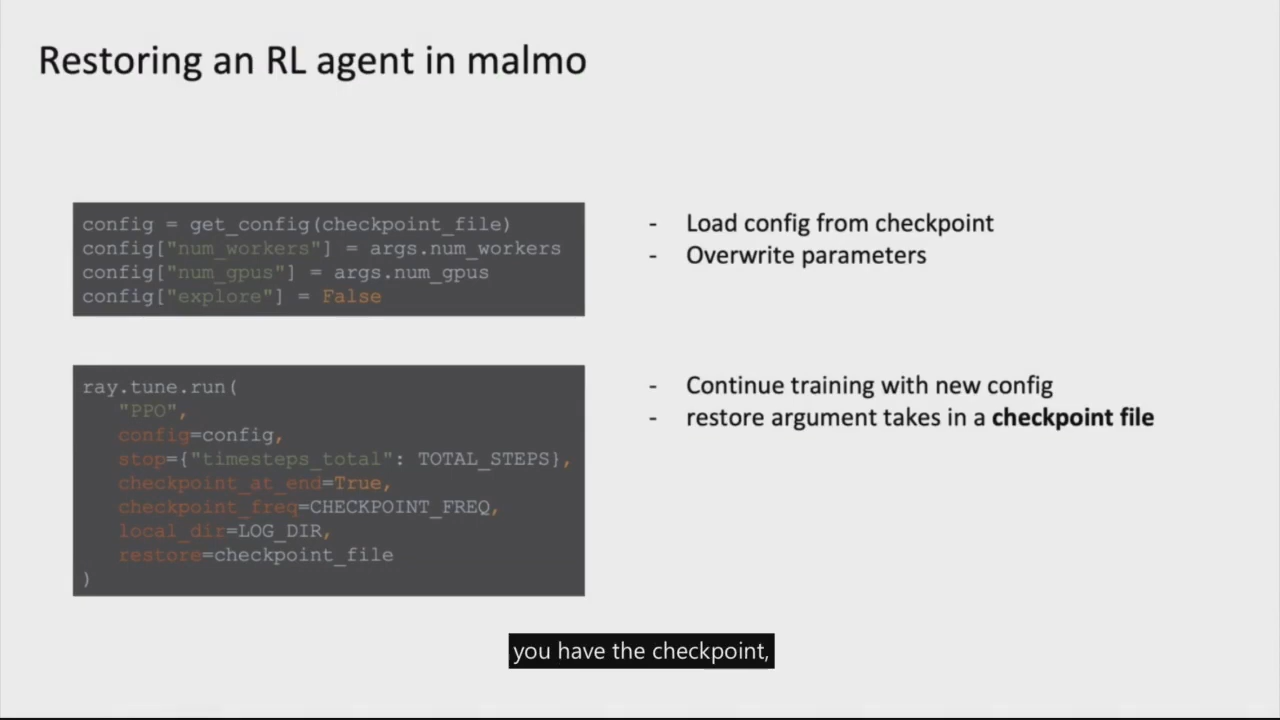 Restoring an RL agent in malmo
config = get_config(checkpoint_file)
config["num_workers"] = args.num_workers
config["num_gpus"] = args.num_gpus
config["explore"] = False
- Load config from checkpoint
- Overwrite parameters
ray.tune.run(
"PPO",
config=config,
stop={"timesteps_total": TOTAL_STEPS},
checkpoint_at_end=True,
checkpoint_freq=CHECKPOINT_FREQ,
local_dir=LOG_DIR,
restore=checkpoint_file
)
- Continue training with new config
- restore argument takes in a checkpoint file
you have the checkpoint,